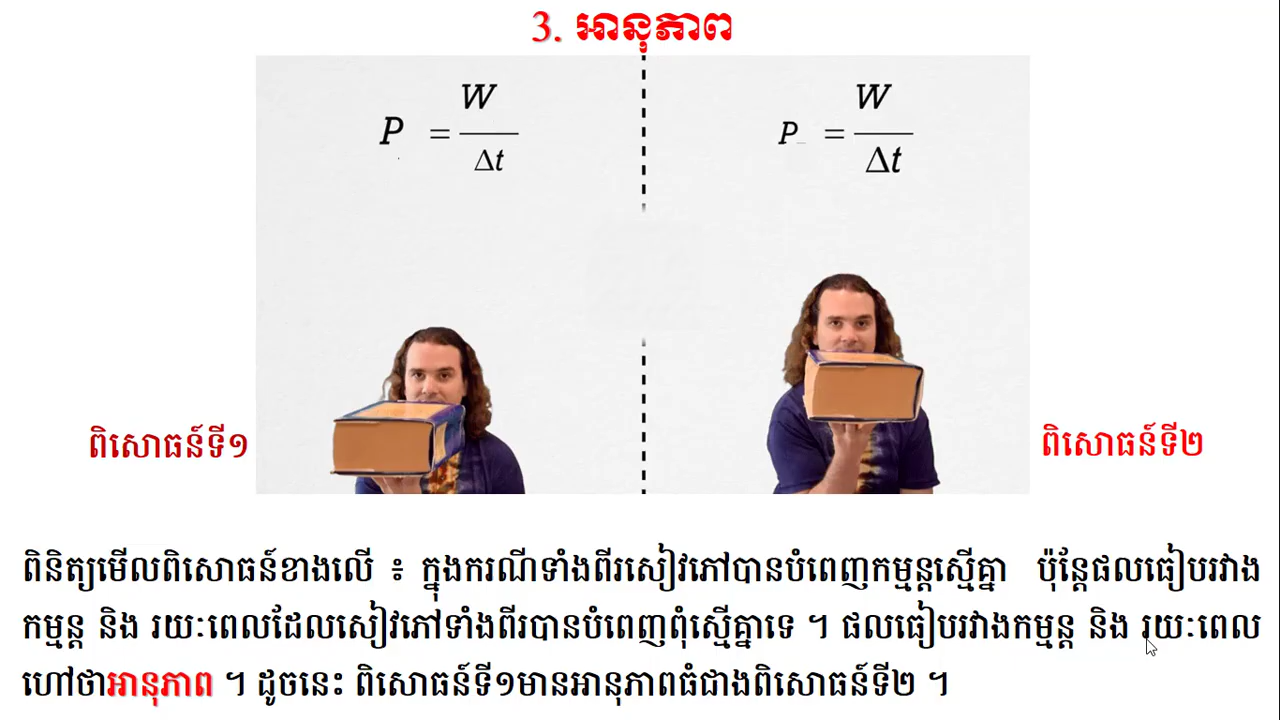 3. អានុភាព
P = W / Δt
P = W / Δt
ពិសោធន៍ទី១
ពិសោធន៍ទី២
ពិនិត្យមើលពិសោធន៍ខាងលើ ៖ ក្នុងករណីទាំងពីរសៀវភៅបានបំពេញកម្មន្តស្មើគ្នា ប៉ុន្តែផលធៀបរវាង
កម្មន្ត និង រយៈពេលដែលសៀវភៅទាំងពីរបានបំពេញពុំស្មើគ្នាទេ ។ ផលធៀបរវាងកម្មន្ត និង រយៈពេល
ហៅថាអានុភាព ។ ដូចនេះ ពិសោធន៍ទី១មានអានុភាពធំជាងពិសោធន៍ទី២ ។